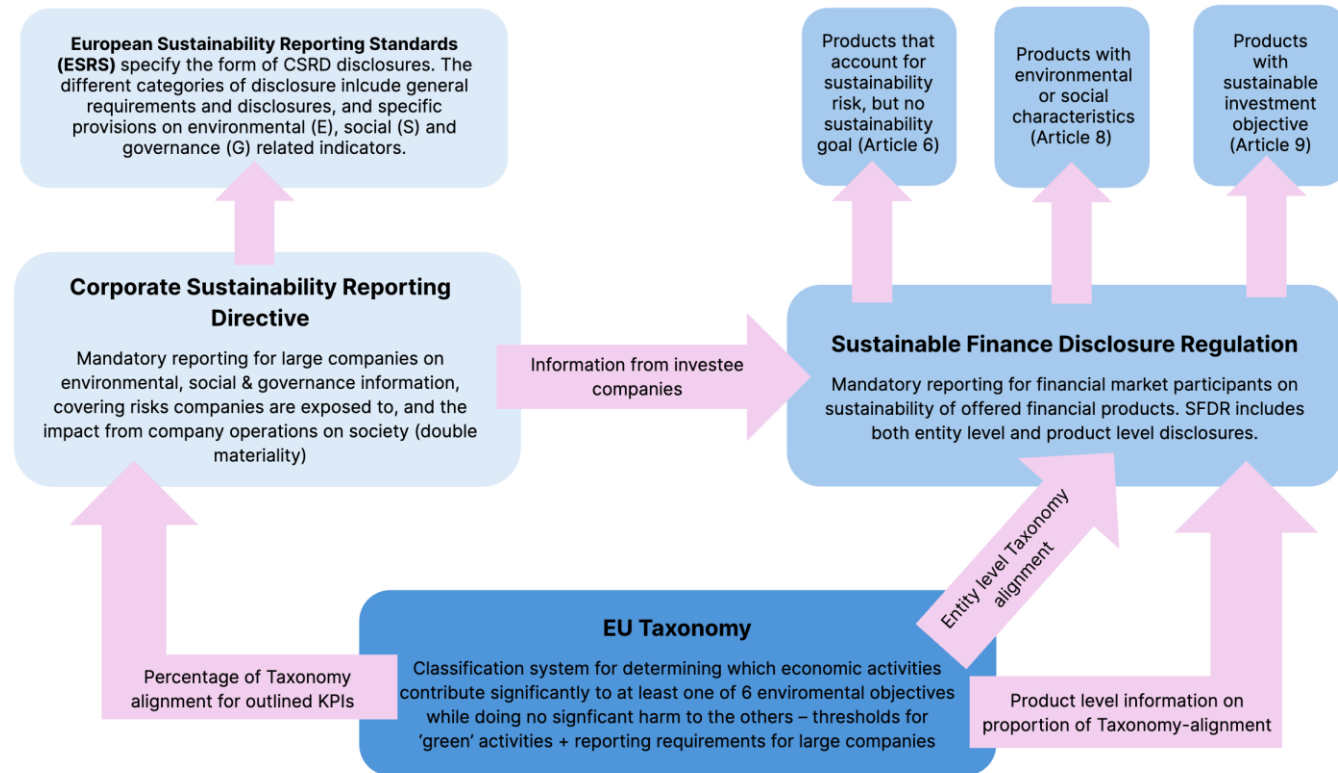 European Sustainability Reporting Standards
(ESRS) specify the form of CSRD disclosures. The
different categories of disclosure inlcude general
requirements and disclosures, and specific
provisions on environmental (E), social (S) and
governance (G) related indicators.
Products that
account for
sustainability
risk, but no
sustainability
goal (Article 6)
Products with
environmental
or social
characteristics
(Article 8)
Products
with
sustainable
investment
objective
(Article 9)
Corporate Sustainability Reporting
Directive
Mandatory reporting for large companies on
environmental, social & governance information,
covering risks companies are exposed to, and the
impact from company operations on society (double
materiality)
Information from investee
companies
Sustainable Finance Disclosure Regulation
Mandatory reporting for financial market participants on
sustainability of offered financial products. SFDR includes
both entity level and product level disclosures.
Entity level Taxonomy
alignment
EU Taxonomy
Classification system for determining which economic activities
contribute significantly to at least one of 6 enviromental objectives
while doing no signficant harm to the others – thresholds for
‘green’ activities + reporting requirements for large companies
Percentage of Taxonomy
alignment for outlined KPIs
Product level information on
proportion of Taxonomy-alignment